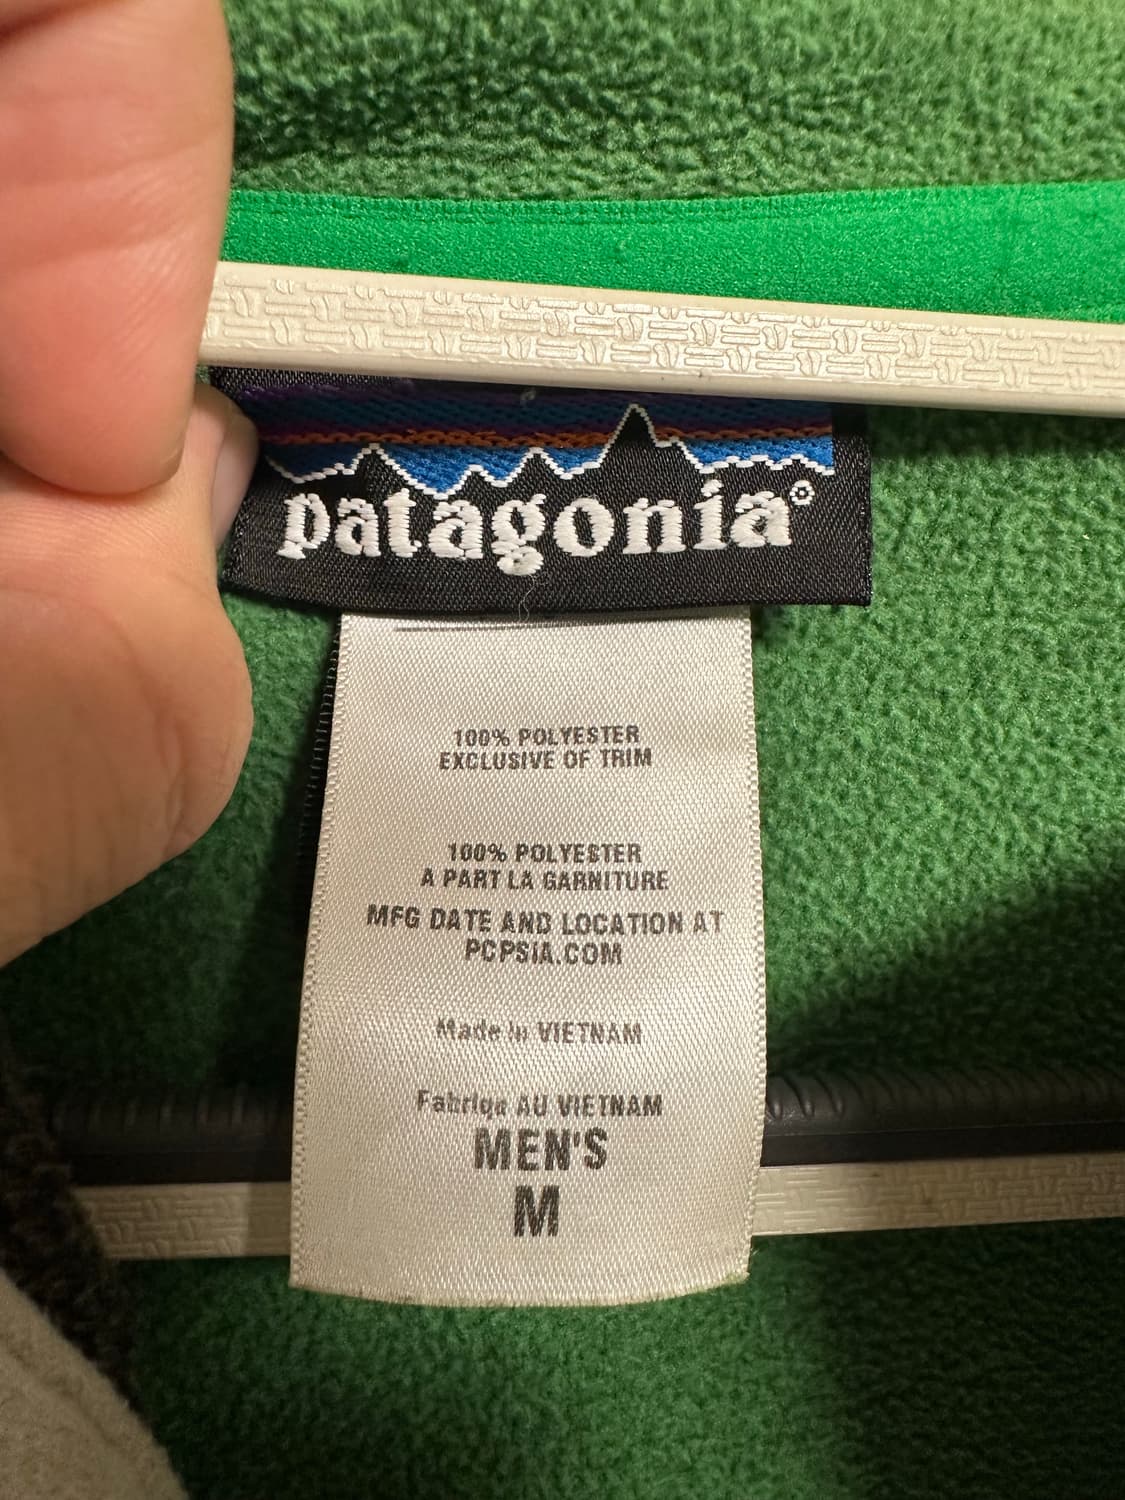 patagonia®
100% POLYESTER
EXCLUSIVE OF TRIM
100% POLYESTER
A PART LA GARNITURE
MFG DATE AND LOCATION AT
PCPSIA.COM
Made in VIETNAM
Fabriqe AU VIETNAM
MEN'S
M